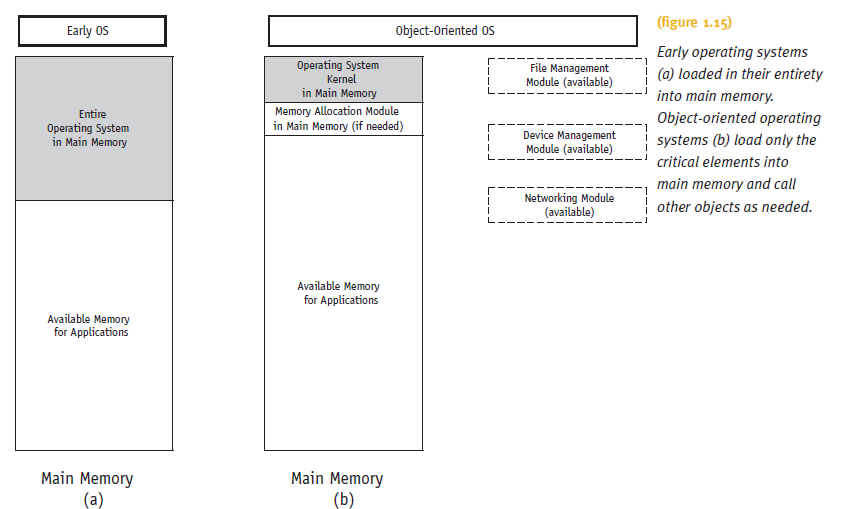 Early OS
Entire
Operating System
in Main Memory
Available Memory
for Applications
Main Memory
(a)
Object-Oriented OS
Operating System
Kernel
in Main Memory
Memory Allocation Module
in Main Memory (if needed)
Available Memory
for Applications
Main Memory
(b)
File Management
Module (available)
Device Management
Module (available)
Networking Module
(available)
(figure 1.15)
Early operating systems
(a) loaded in their entirety
into main memory.
Object-oriented operating
systems (b) load only the
critical elements into
main memory and call
other objects as needed.